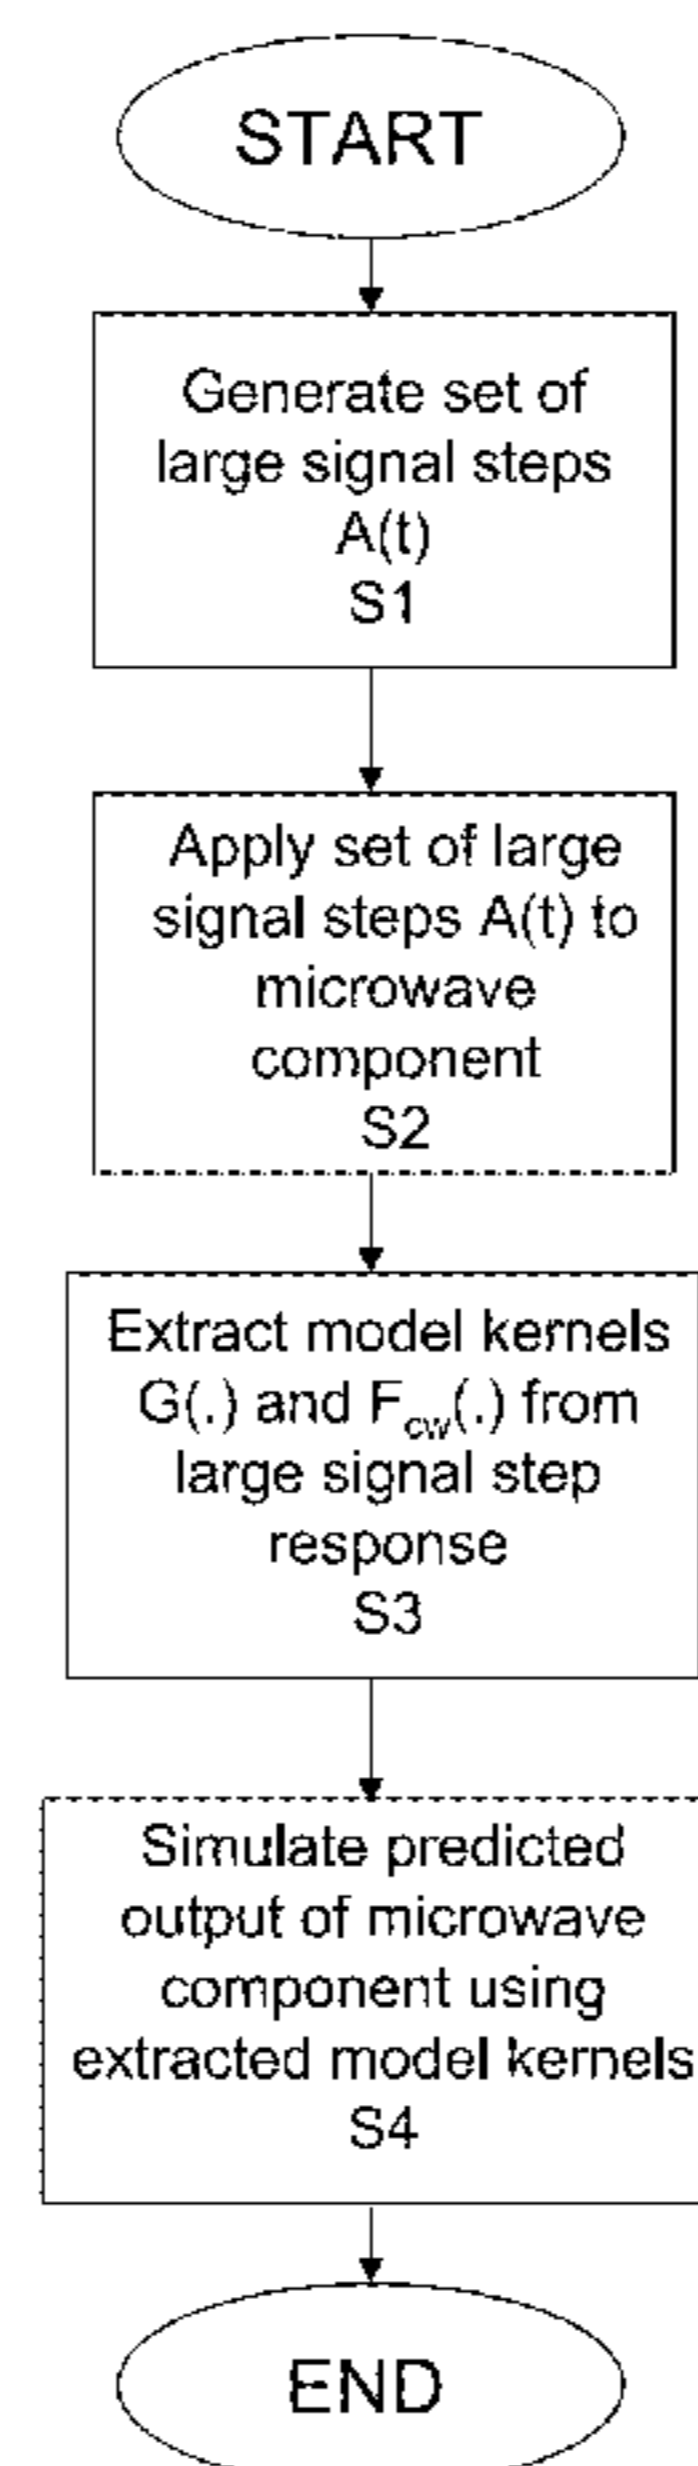 START
Generate set of
large signal steps
A(t)
S1
Apply set of large
signal steps A(t) to
microwave
component
S2
Extract model kernels
G(.) and Fcw(.) from
large signal step
response
S3
Simulate predicted
output of microwave
component using
extracted model kernels
S4
END